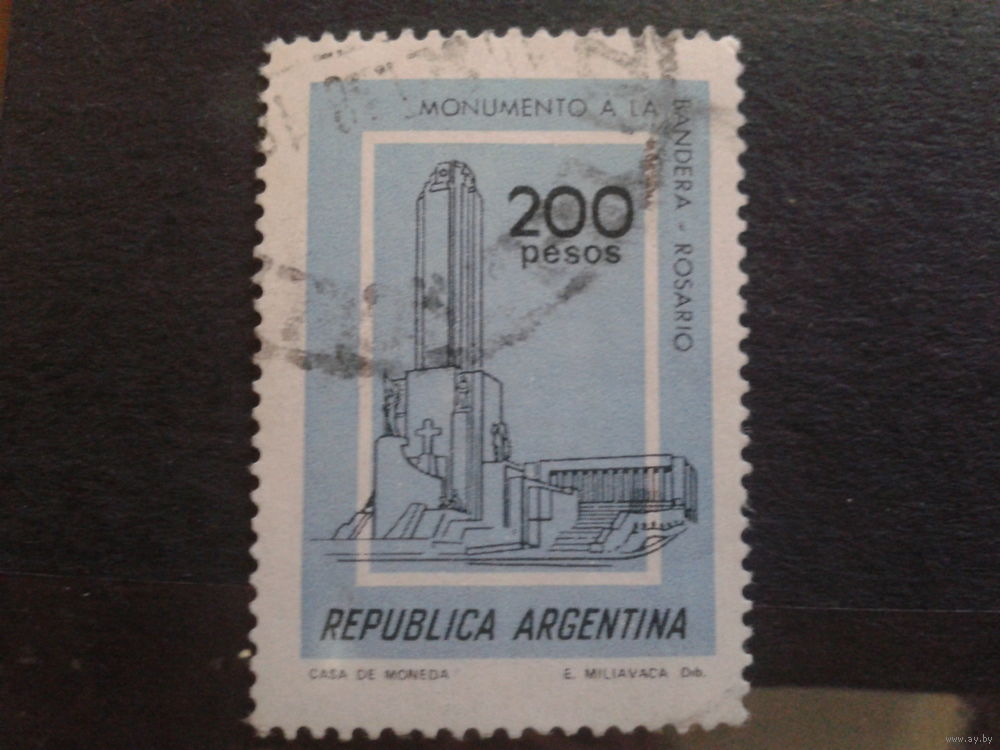 MONUMENTO A LA BANDERA - ROSARIO
200
pesos
REPUBLICA ARGENTINA
CASA DE MONEDA
E. MILIAVACA Dib.
www.ay.by